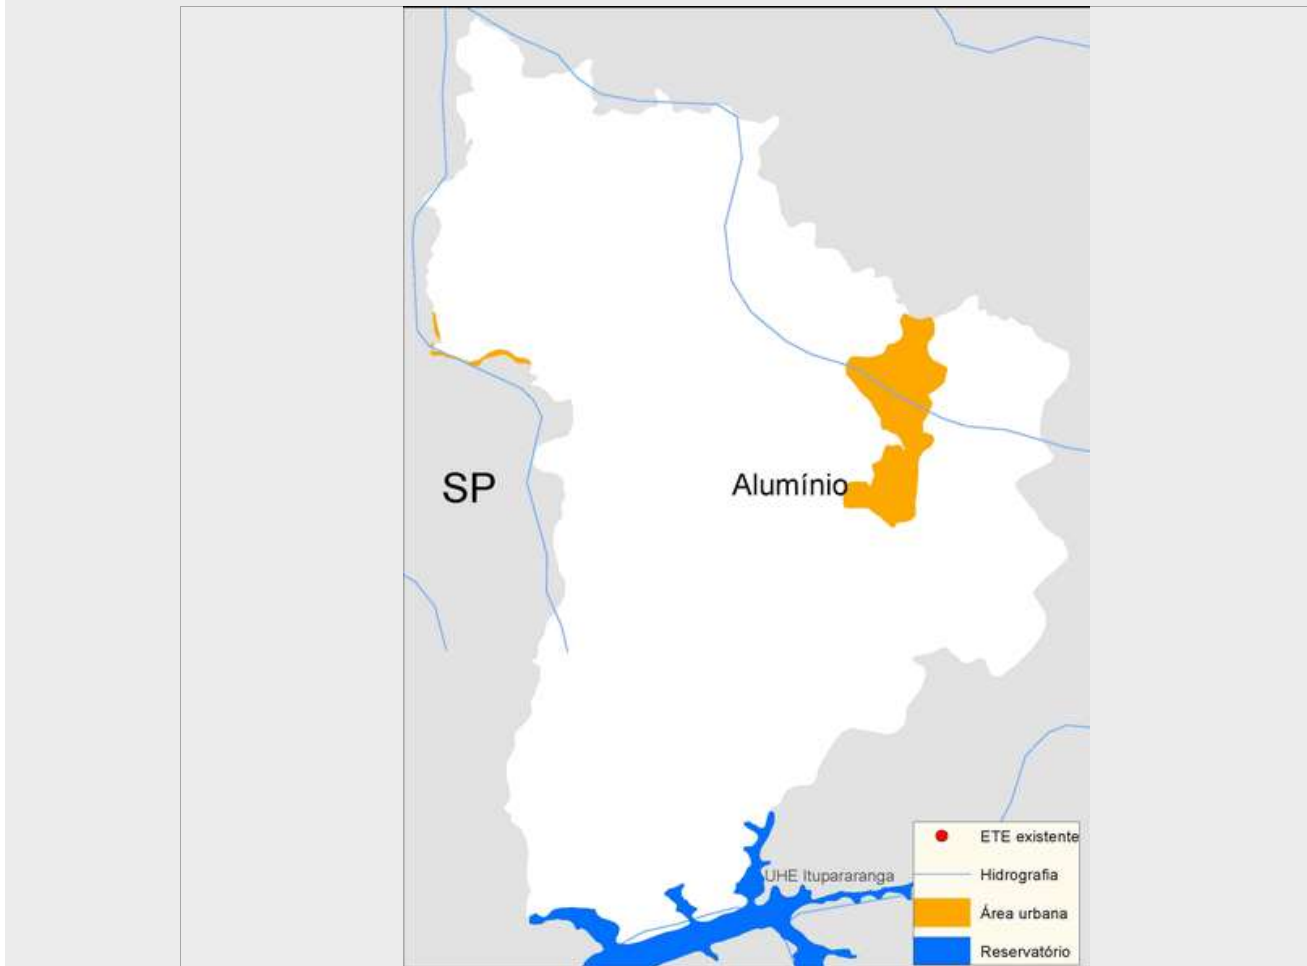 SP
Alumínio
UHE Itupararanga
ETE existente
Hidrografia
Área urbana
Reservatório